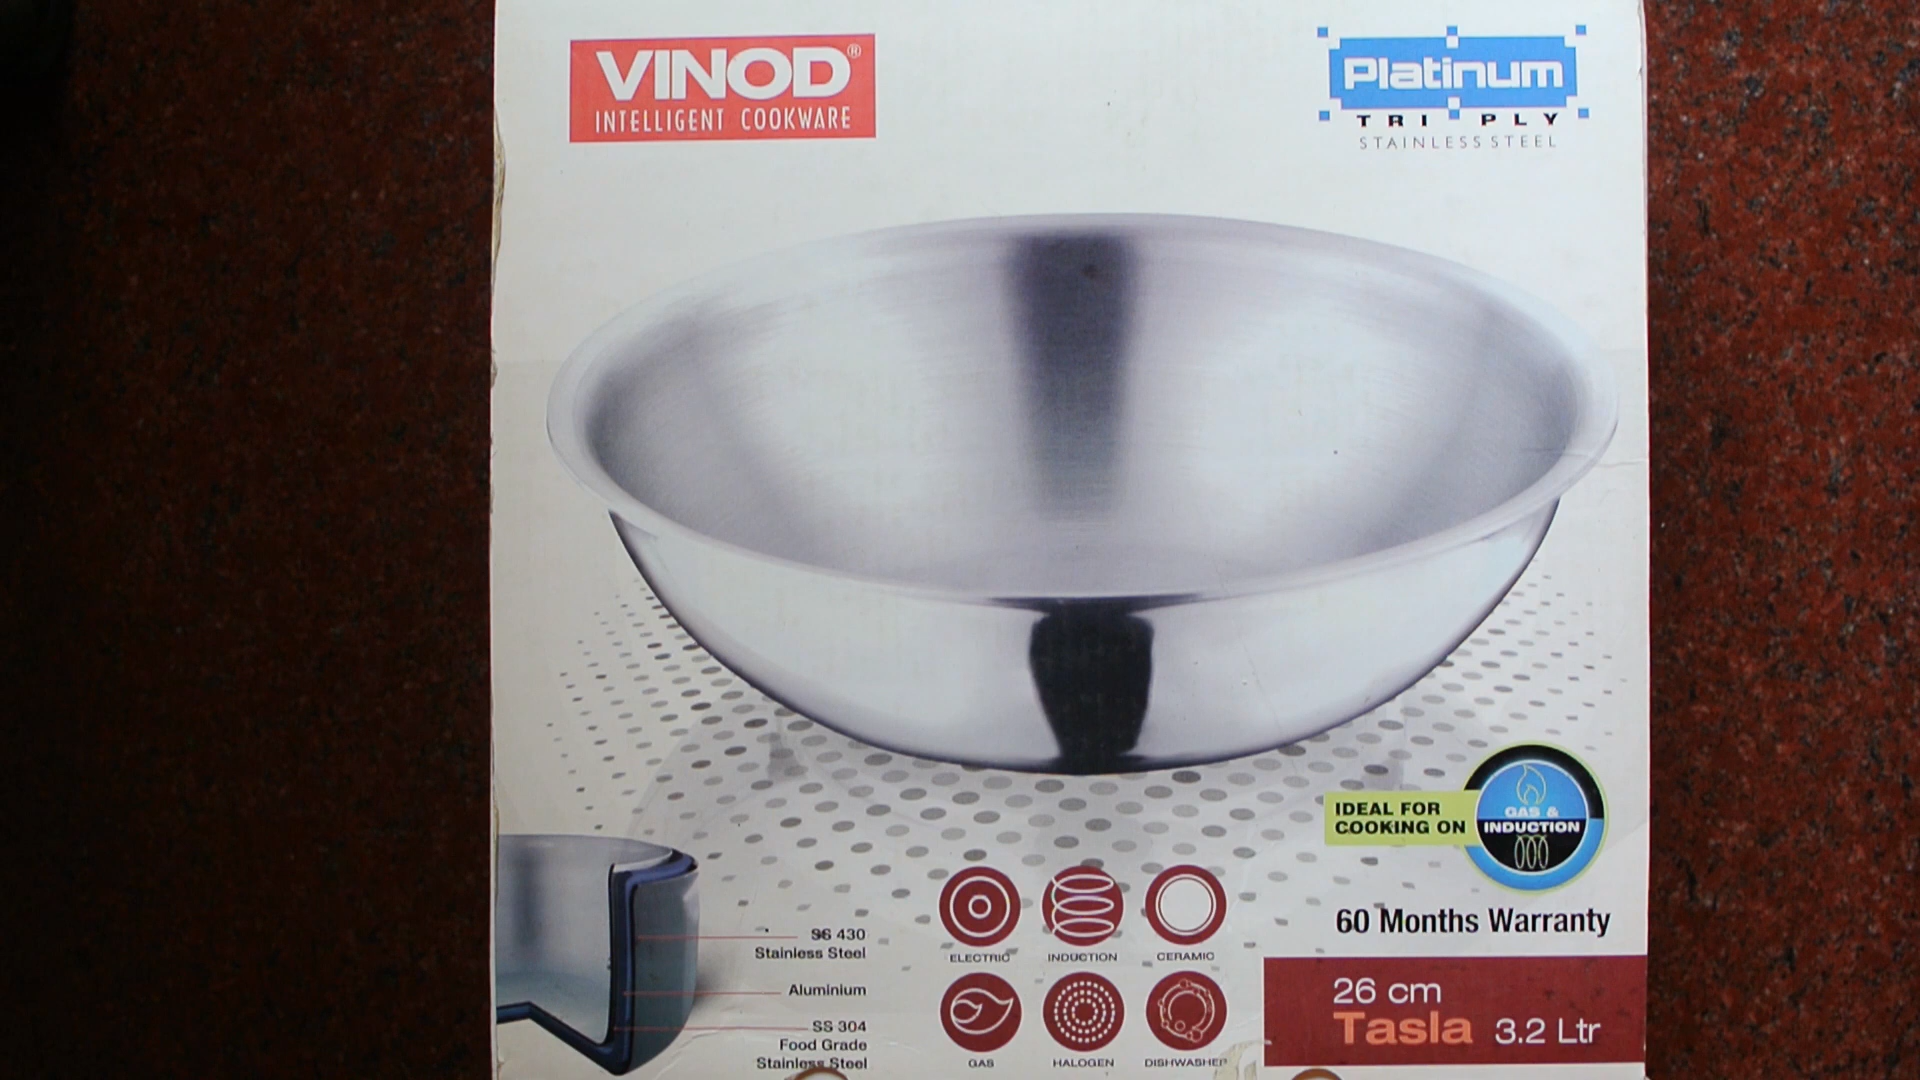 VINOD®
INTELLIGENT COOKWARE
Platinum
TRI PLY
STAINLESS STEEL
IDEAL FOR
COOKING ON
GAS &
INDUCTION
60 Months Warranty
26 cm
Tasla 3.2 Ltr
SS 430
Stainless Steel
Aluminium
SS 304
Food Grade
Stainless Steel
ELECTRIC INDUCTION CERAMIC
GAS HALOGEN DISHWASHER